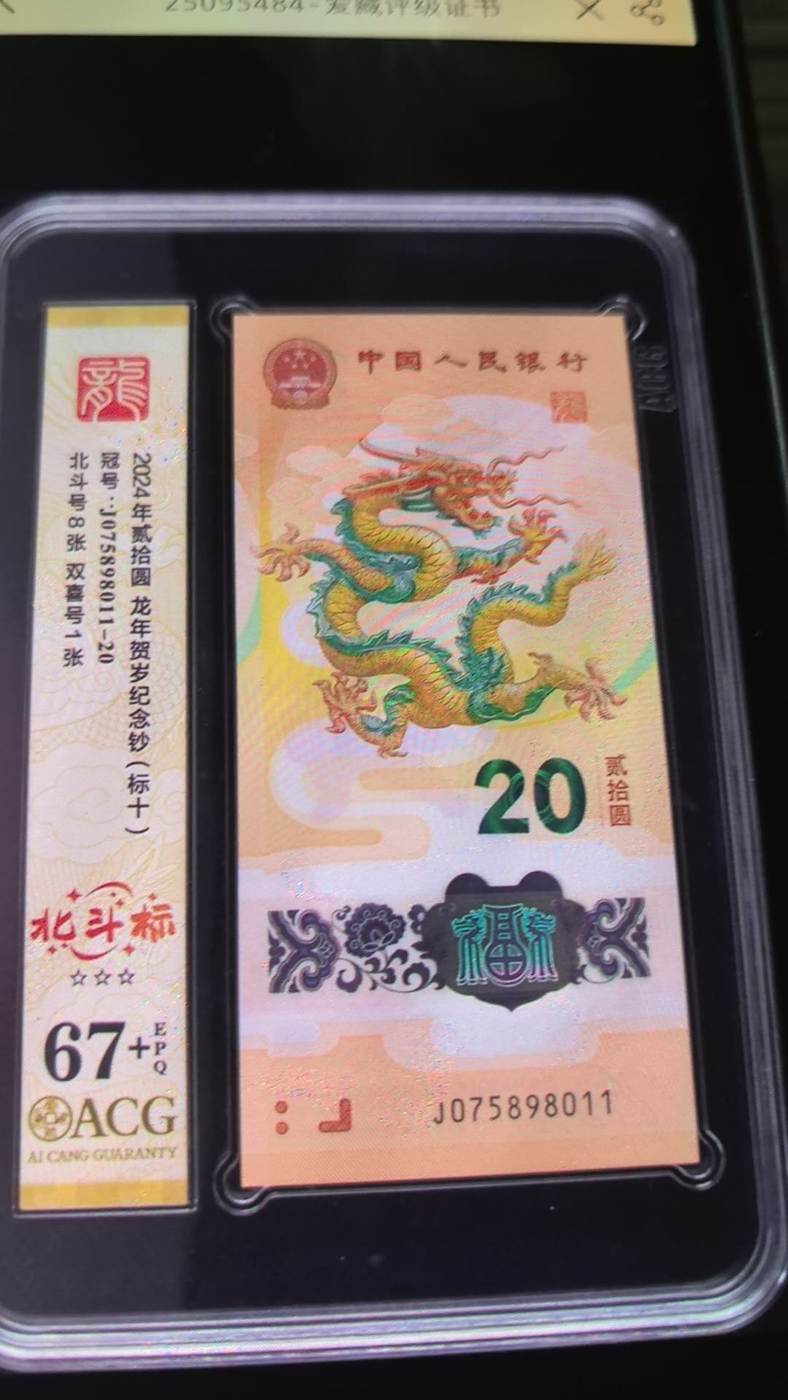 25095484-爱藏评级证书
龍
2024年贰拾圆 龙年贺岁纪念钞(标十)
冠号:J075898011-20
北斗号8张 双喜号1张
北斗标
☆☆☆
67+
EPQ
ACG
AI CANG GUARANTY
中国人民银行
20
贰拾圆
福
J075898011
ACG